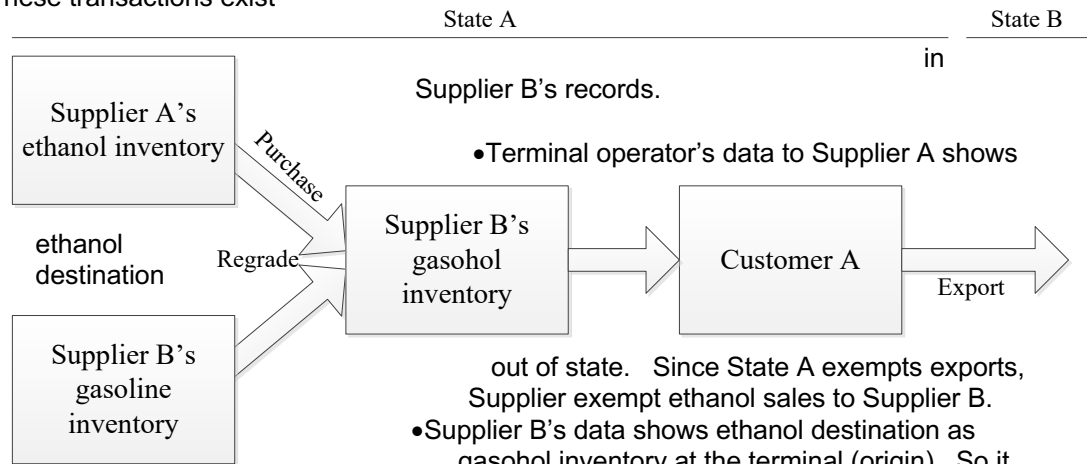 hese transactions exist
State A
State B
in
Supplier B’s records.
Supplier A’s
ethanol inventory
Purchase
•Terminal operator’s data to Supplier A shows
ethanol
destination
Regrade
Supplier B’s
gasohol
inventory
Customer A
Export
Supplier B’s
gasoline
inventory
out of state. Since State A exempts exports,
Supplier exempt ethanol sales to Supplier B.
•Supplier B’s data shows ethanol destination as
gasohol inventory at the terminal (origin). So it